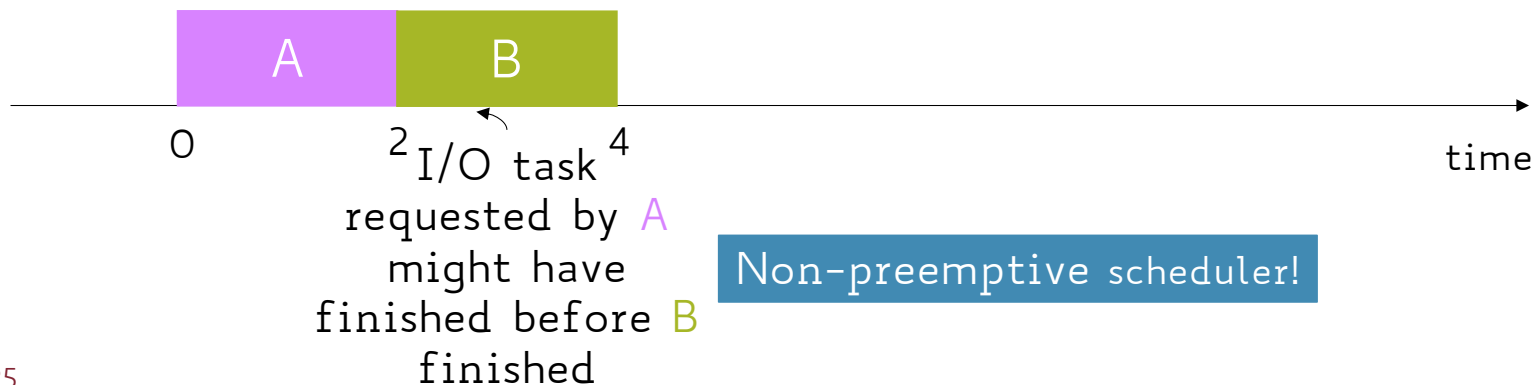 A B
0 2 4 time
I/O task
requested by A
might have
finished before B
finished
Non-preemptive scheduler!
5